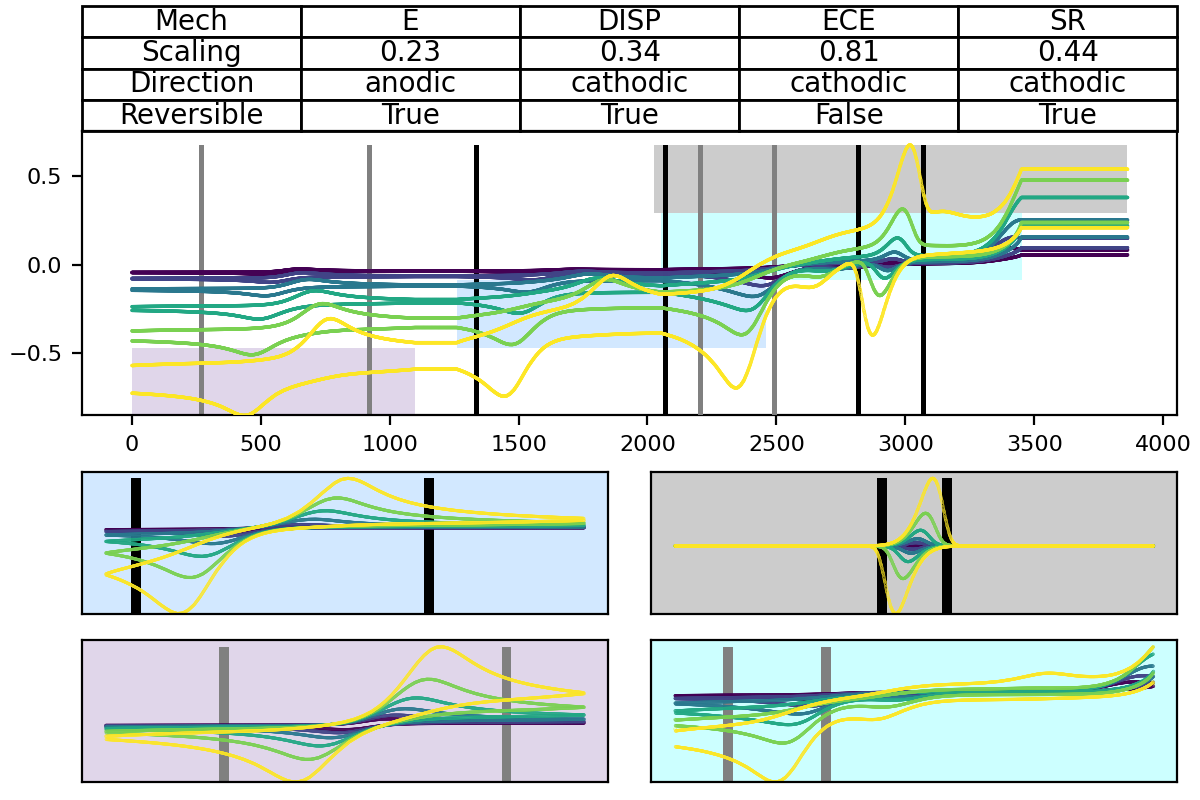 Mech E DISP ECE SR
Scaling 0.23 0.34 0.81 0.44
Direction anodic cathodic cathodic cathodic
Reversible True True False True
0.5
0.0
−0.5
0 500 1000 1500 2000 2500 3000 3500 4000